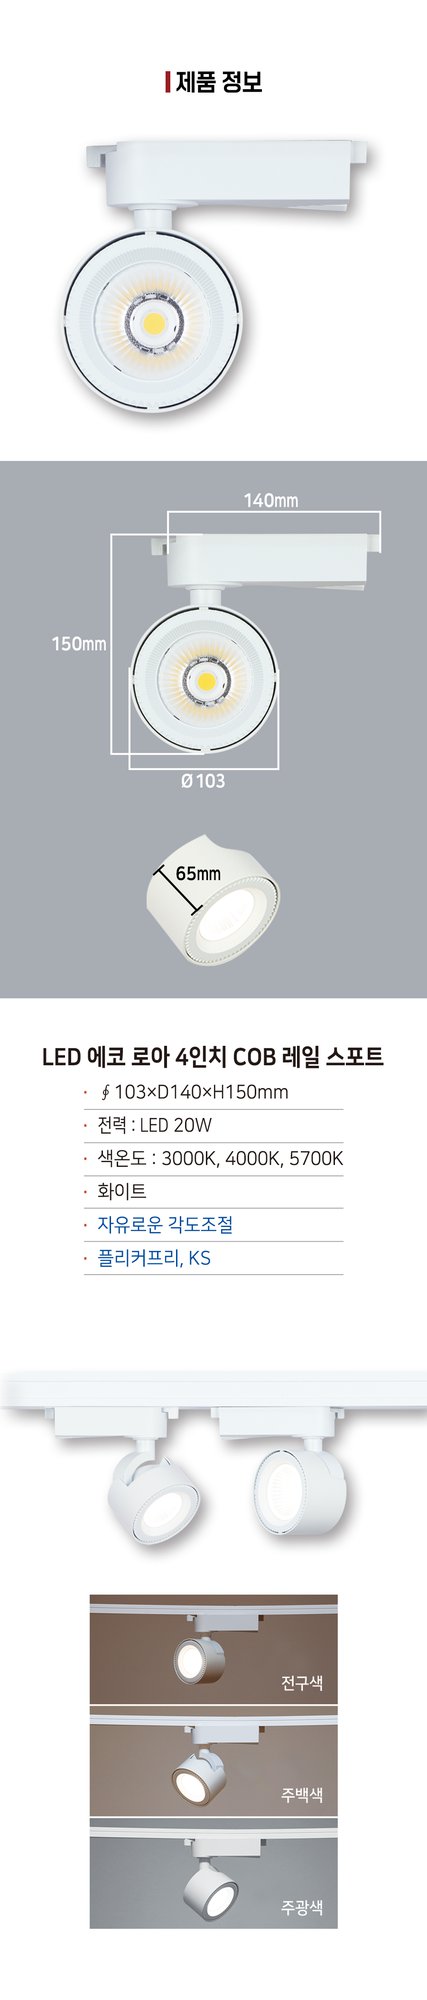 제품 정보
140mm
150mm
Ø103
65mm
LED 에코 로아 4인치 COB 레일 스포트
· ∮103×D140×H150mm
· 전력 : LED 20W
· 색온도 : 3000K, 4000K, 5700K
· 화이트
· 자유로운 각도조절
· 플리커프리, KS
전구색
주백색
주광색